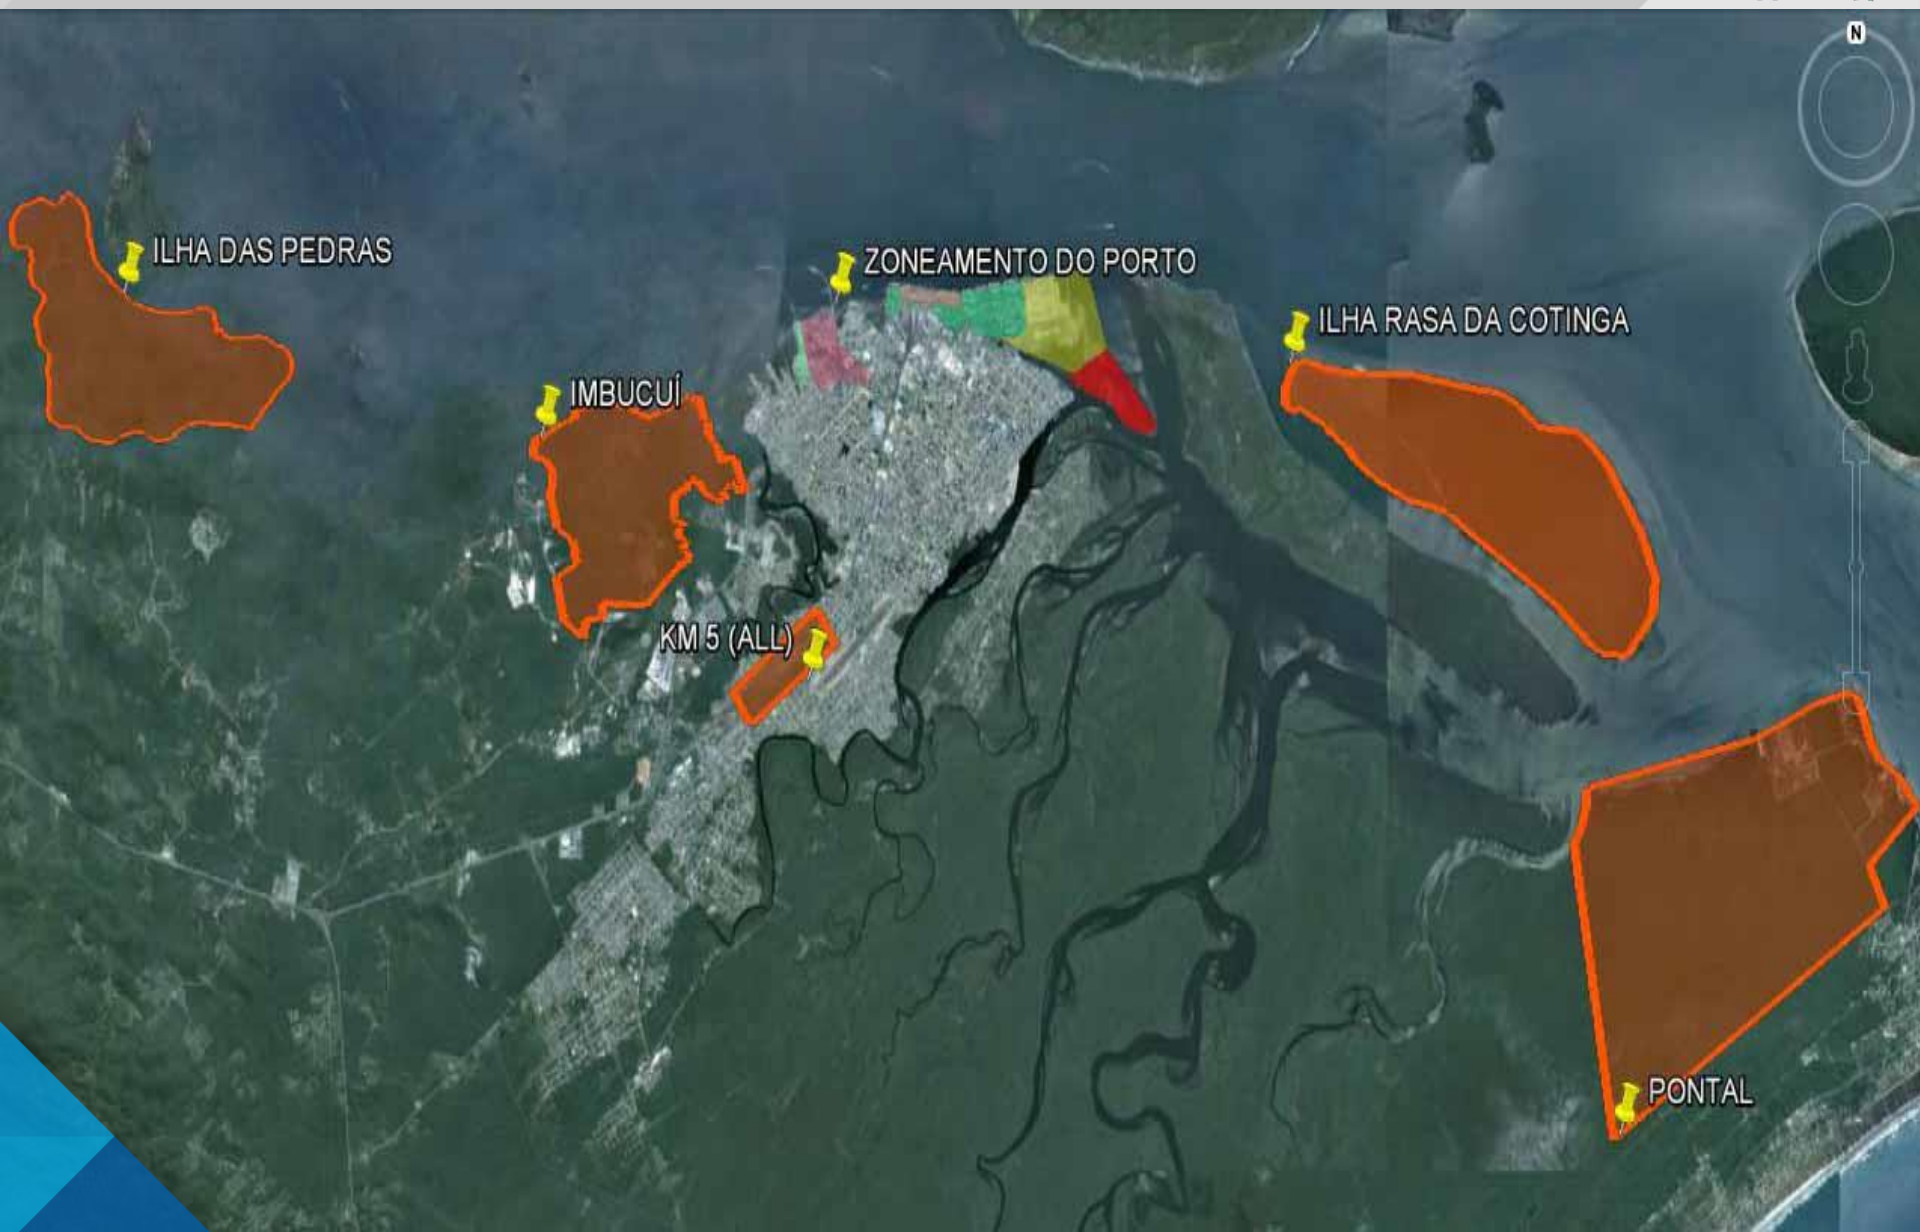 N
ILHA DAS PEDRAS
ZONEAMENTO DO PORTO
ILHA RASA DA COTINGA
IMBUCUÍ
KM 5 (ALL)
PONTAL